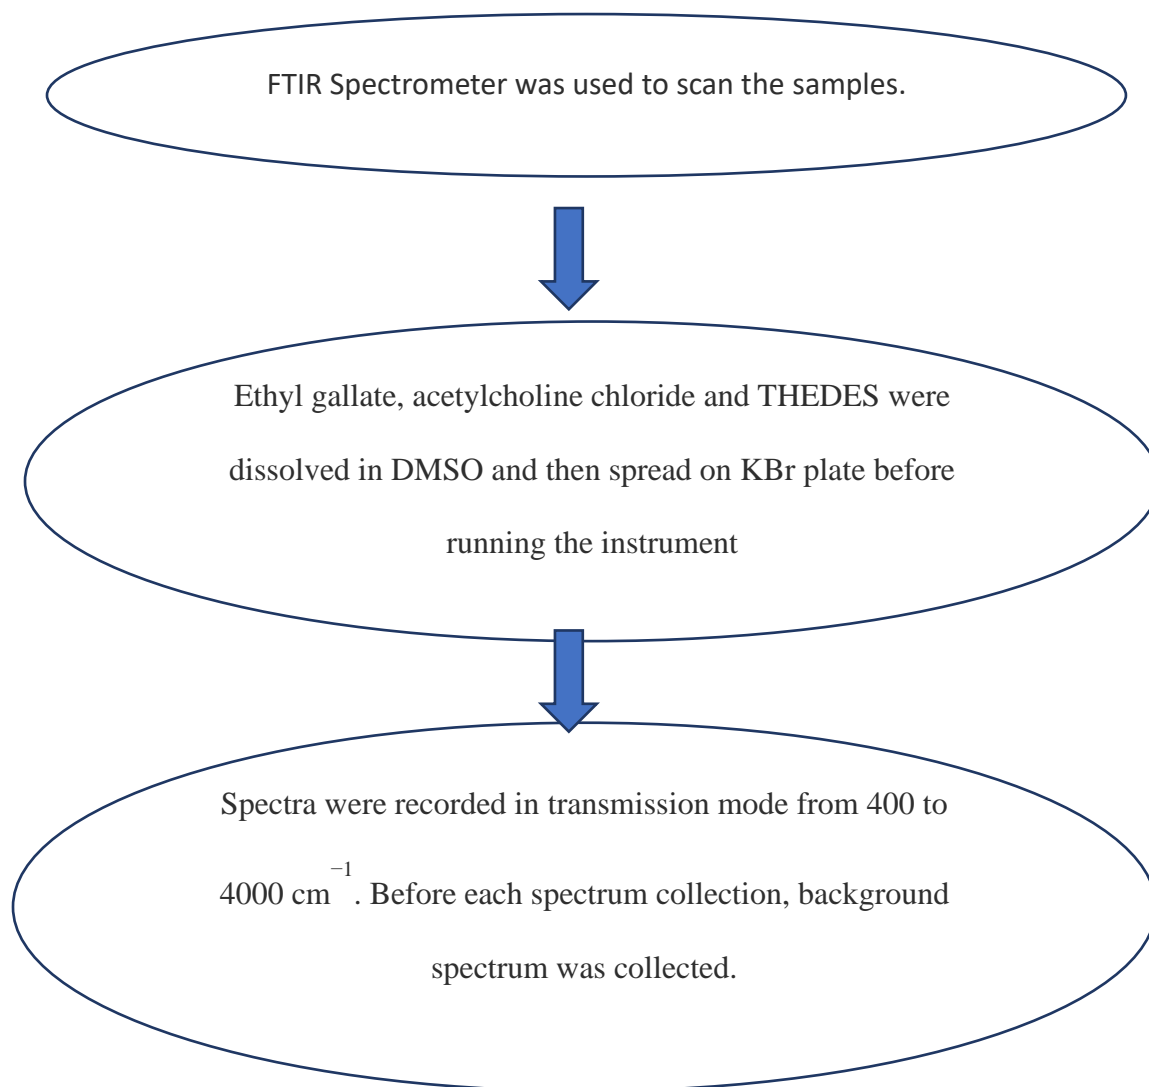 FTIR Spectrometer was used to scan the samples.
Ethyl gallate, acetylcholine chloride and THEDES were
dissolved in DMSO and then spread on KBr plate before
running the instrument
Spectra were recorded in transmission mode from 400 to
4000 cm⁻¹. Before each spectrum collection, background
spectrum was collected.